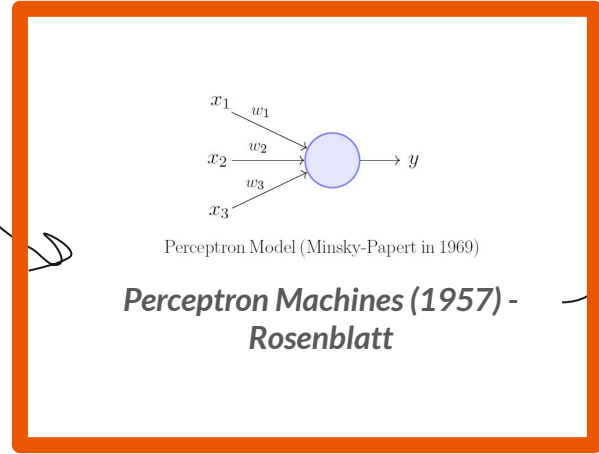 x1
w1
x2
w2
y
w3
x3
Perceptron Model (Minsky-Papert in 1969)
Perceptron Machines (1957) -
Rosenblatt